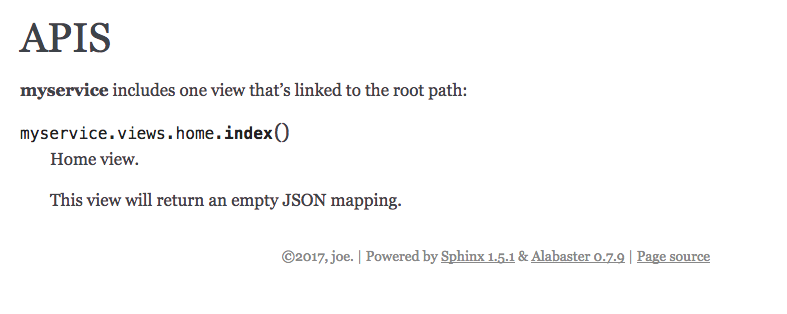 APIS
myservice includes one view that’s linked to the root path:
myservice.views.home.index()
Home view.
This view will return an empty JSON mapping.
©2017, joe. | Powered by Sphinx 1.5.1 & Alabaster 0.7.9 | Page source